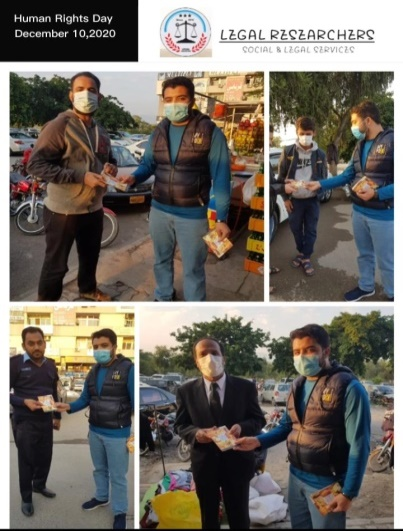 Human Rights Day
December 10,2020
LEGAL RESEARCHERS
SOCIAL & LEGAL SERVICES